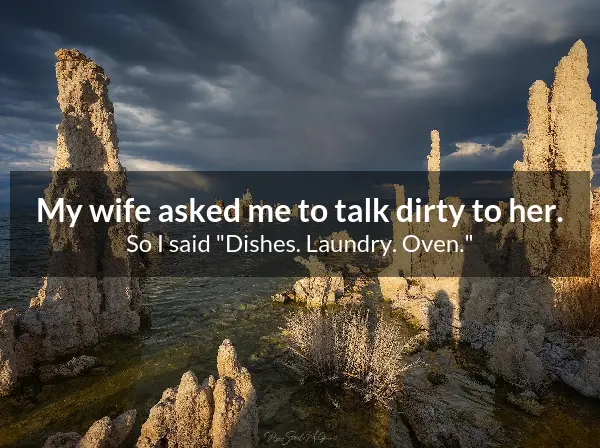 My wife asked me to talk dirty to her.
So I said "Dishes. Laundry. Oven."